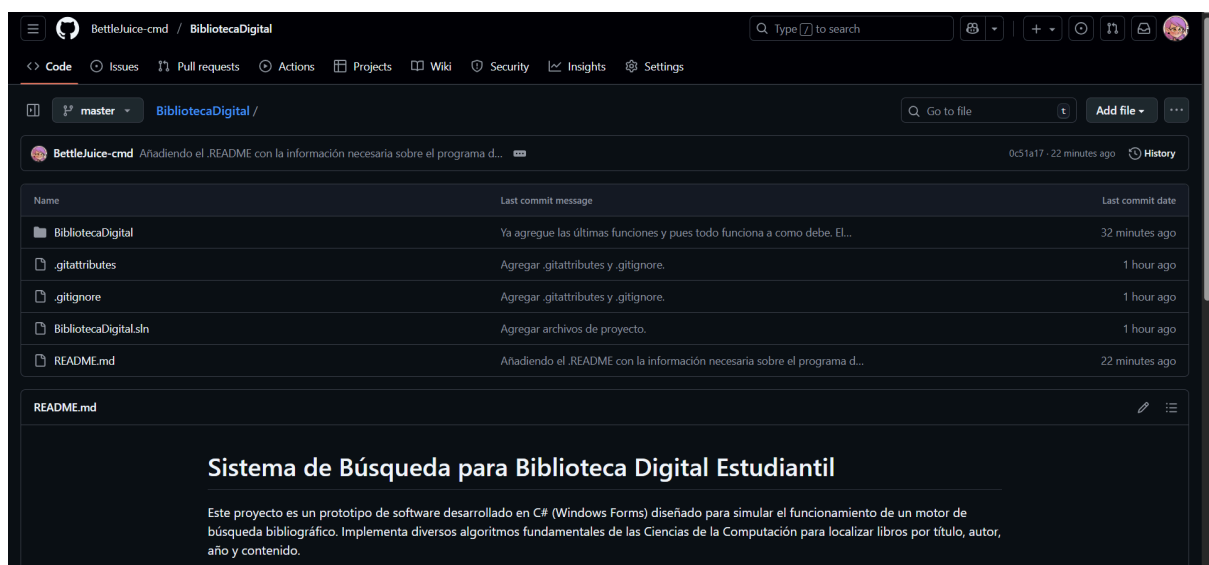 BettleJuice-cmd / BibliotecaDigital
Type / to search
<> Code Issues Pull requests Actions Projects Wiki Security Insights Settings
master BibliotecaDigital /
Go to file t Add file
BettleJuice-cmd Añadiendo el .README con la información necesaria sobre el programa d... 0c51a17 · 22 minutes ago History
Name Last commit message Last commit date
BibliotecaDigital Ya agregue las últimas funciones y pues todo funciona a como debe. El... 32 minutes ago
.gitattributes Agregar .gitattributes y .gitignore. 1 hour ago
.gitignore Agregar .gitattributes y .gitignore. 1 hour ago
BibliotecaDigital.sln Agregar archivos de proyecto. 1 hour ago
README.md Añadiendo el .README con la información necesaria sobre el programa d... 22 minutes ago
README.md
Sistema de Búsqueda para Biblioteca Digital Estudiantil
Este proyecto es un prototipo de software desarrollado en C# (Windows Forms) diseñado para simular el funcionamiento de un motor de
búsqueda bibliográfico. Implementa diversos algoritmos fundamentales de las Ciencias de la Computación para localizar libros por título, autor,
año y contenido.